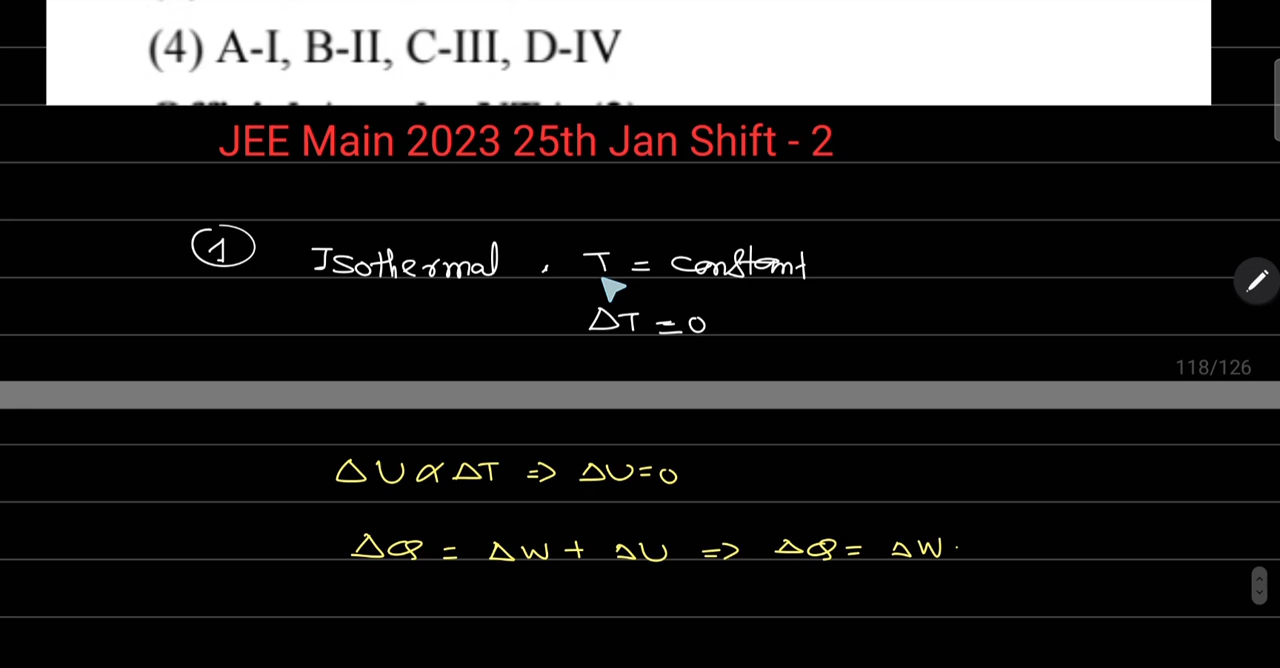 (4) A-I, B-II, C-III, D-IV
JEE Main 2023 25th Jan Shift - 2
1 Isothermal, T = constant
ΔT = 0
118/126
ΔU ∝ ΔT => ΔU=0
ΔQ = ΔW + ΔU => ΔQ = ΔW.